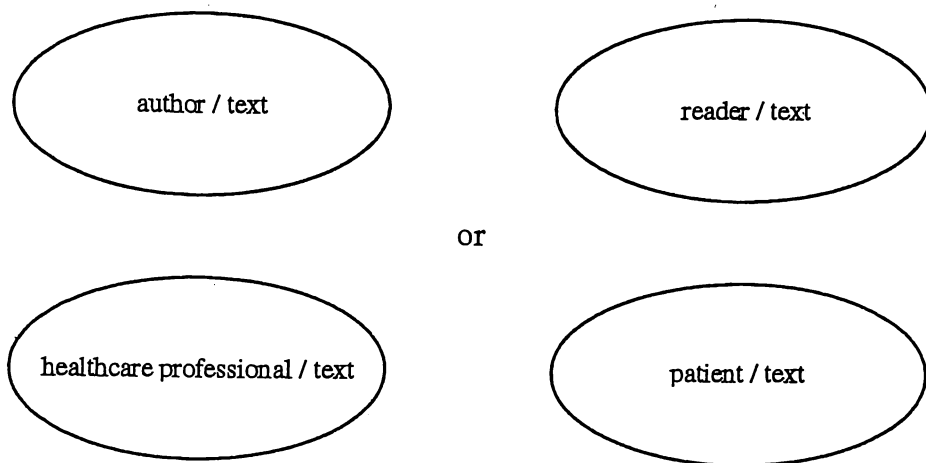 author / text
reader / text
or
healthcare professional / text
patient / text